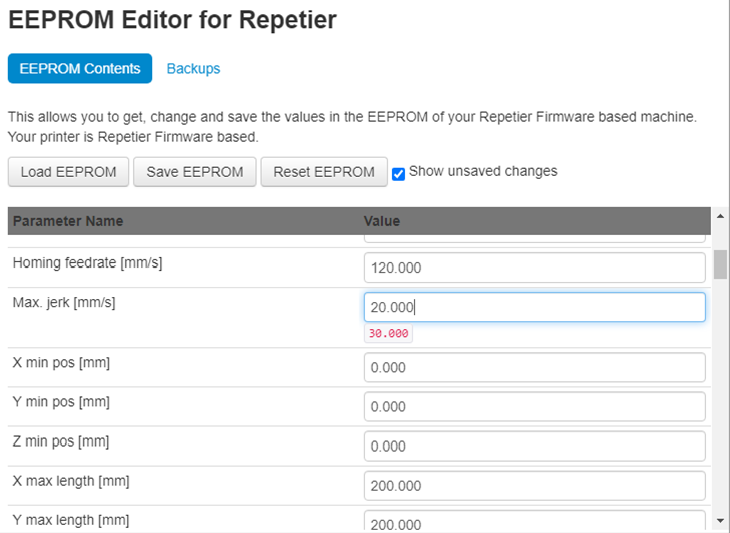 EEPROM Editor for Repetier
EEPROM Contents Backups
This allows you to get, change and save the values in the EEPROM of your Repetier Firmware based machine.
Your printer is Repetier Firmware based.
Load EEPROM Save EEPROM Reset EEPROM Show unsaved changes
Parameter Name Value
Homing feedrate [mm/s] 120.000
Max. jerk [mm/s] 20.000
30.000
X min pos [mm] 0.000
Y min pos [mm] 0.000
Z min pos [mm] 0.000
X max length [mm] 200.000
Y max length [mm] 200.000